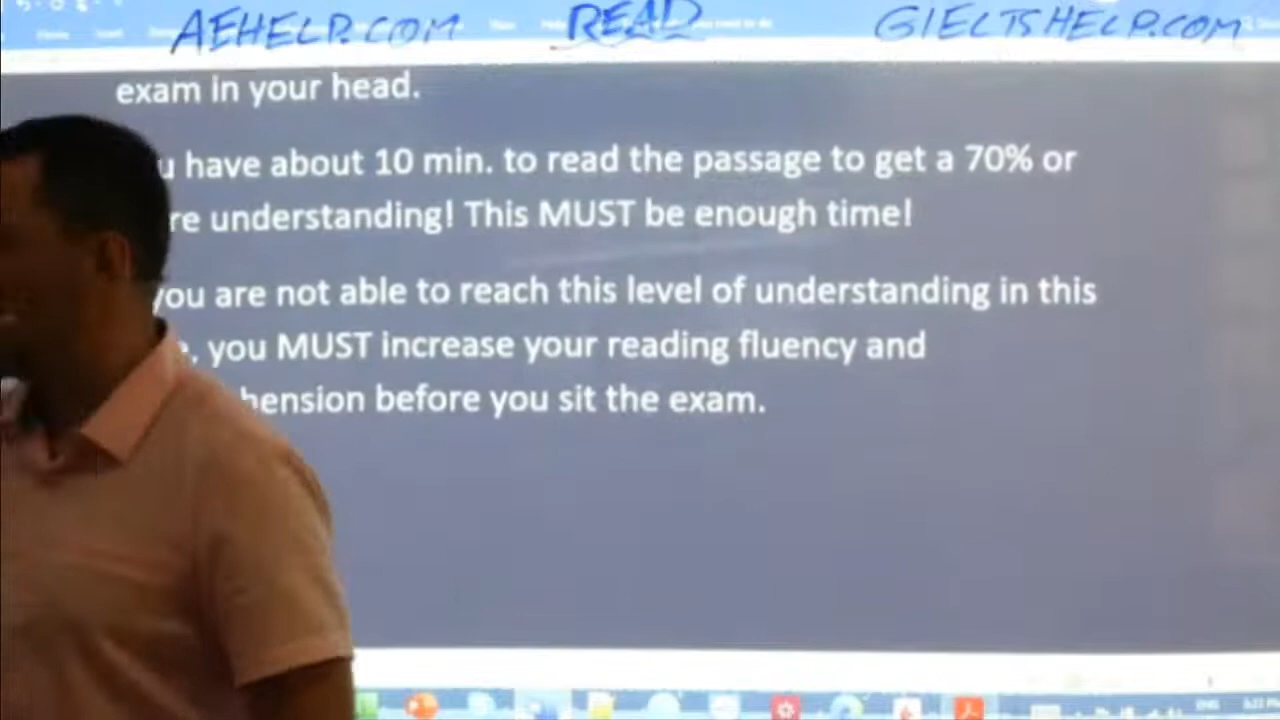 AEHELP.COM READ GIELTSHELP.COM
exam in your head.
u have about 10 min. to read the passage to get a 70% or
re understanding! This MUST be enough time!
you are not able to reach this level of understanding in this
, you MUST increase your reading fluency and
hension before you sit the exam.
ENG